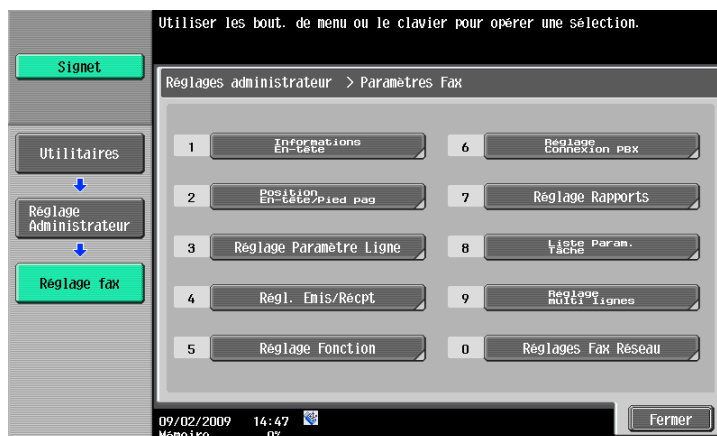 Utiliser les bout. de menu ou le clavier pour opérer une sélection.
Signet
Réglages administrateur > Paramètres Fax
Utilitaires
Réglage
Administrateur
Réglage fax
1 Informations
En-tête
2 Position
En-tête/Pied pag
3 Réglage Paramètre Ligne
4 Régl. Emis/Récpt
5 Réglage Fonction
6 Réglage
Connexion PBX
7 Réglage Rapports
8 Liste Param.
Tâche
9 Réglage
multi lignes
0 Réglages Fax Réseau
Fermer
09/02/2009 14:47
Mémoire 0%